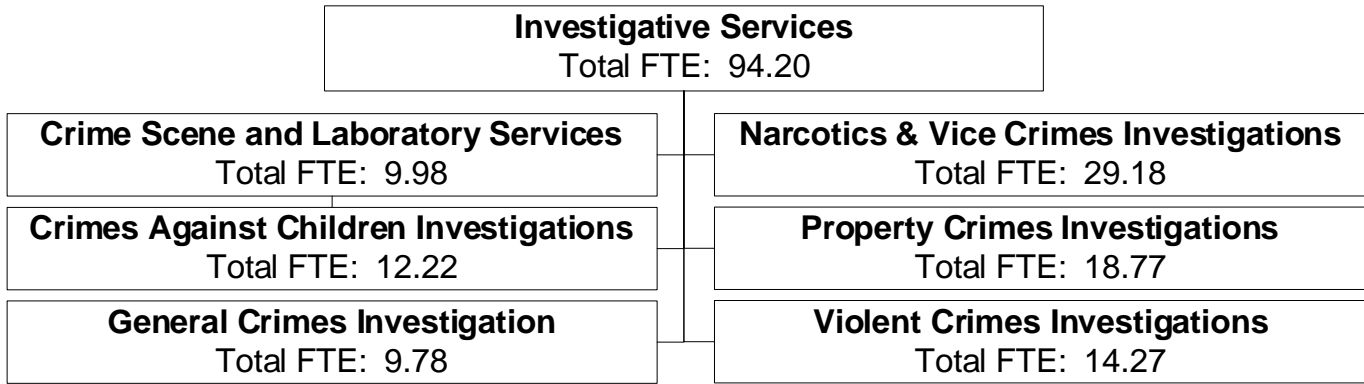 Investigative Services
Total FTE: 94.20
Crime Scene and Laboratory Services
Total FTE: 9.98
Narcotics & Vice Crimes Investigations
Total FTE: 29.18
Crimes Against Children Investigations
Total FTE: 12.22
Property Crimes Investigations
Total FTE: 18.77
General Crimes Investigation
Total FTE: 9.78
Violent Crimes Investigations
Total FTE: 14.27